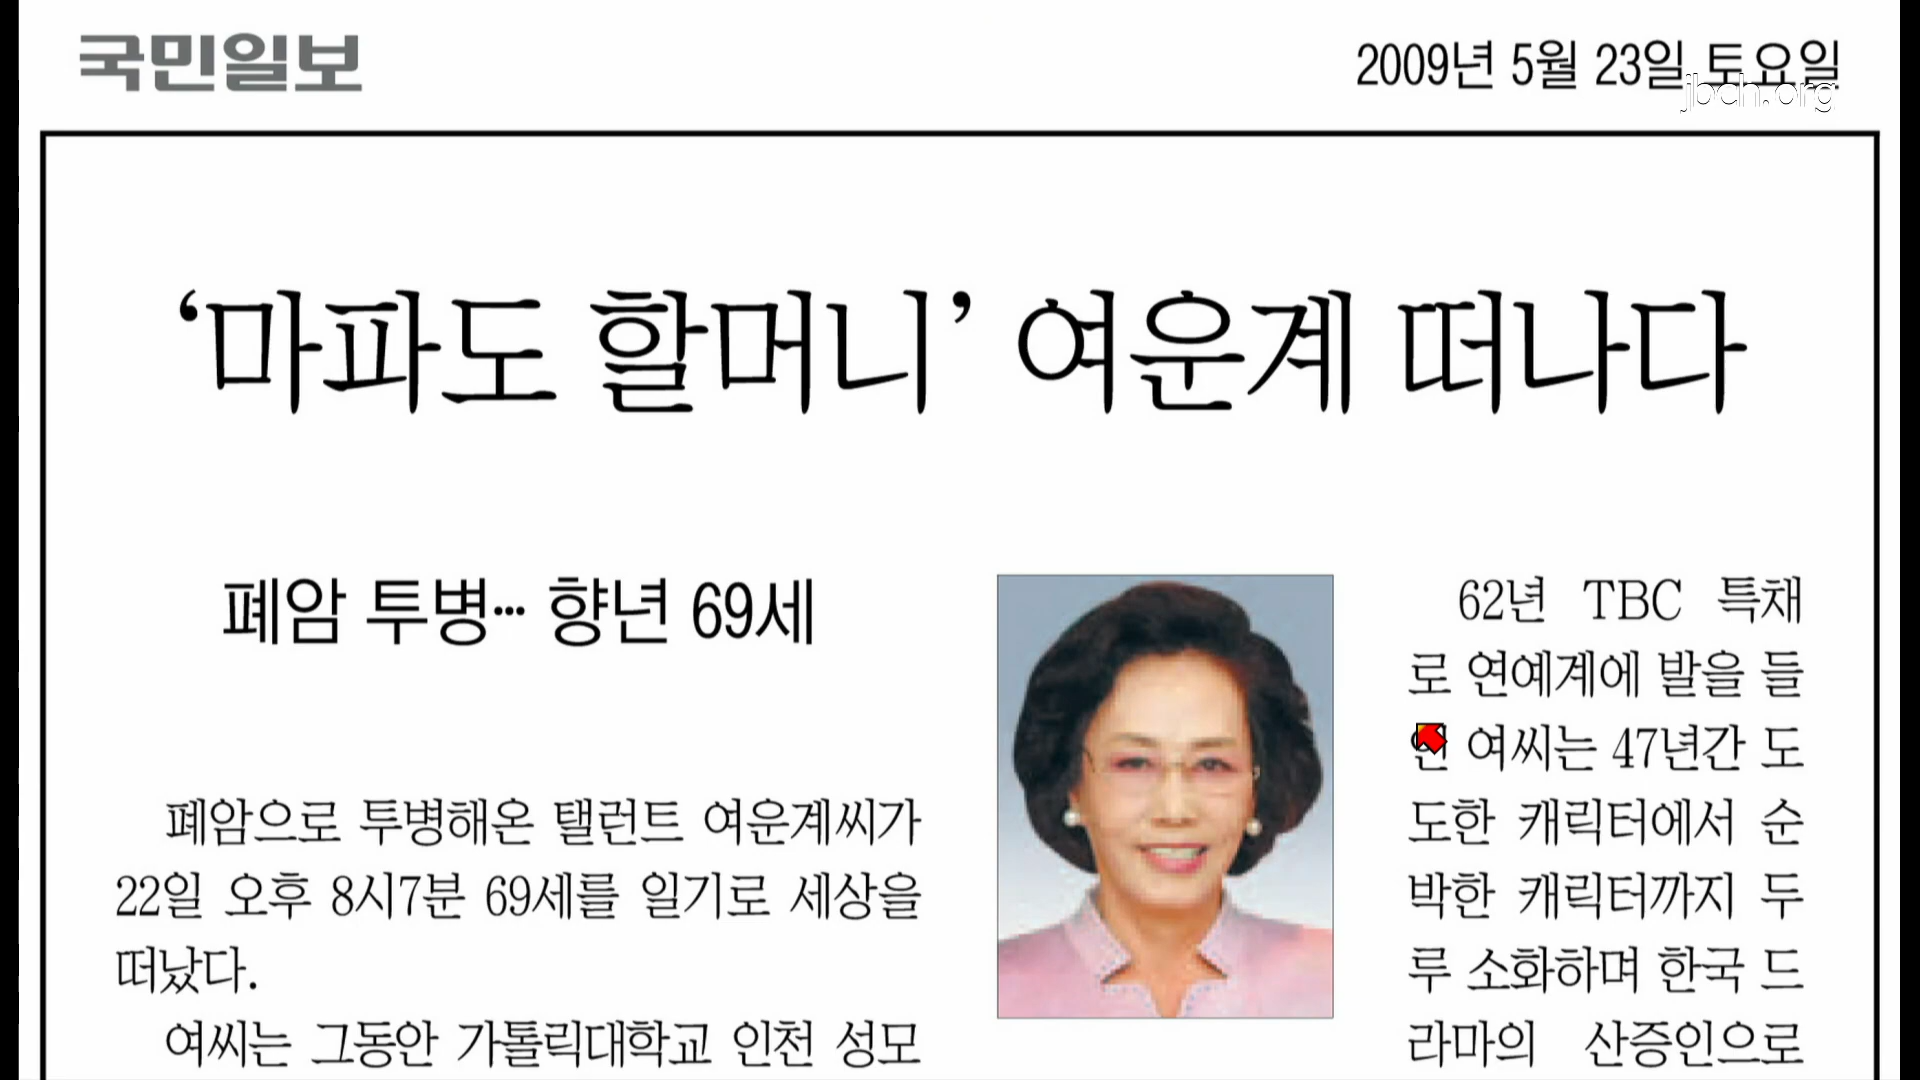 국민일보
2009년 5월 23일 토요일
jbch.org
‘마파도 할머니’ 여운계 떠나다
폐암 투병… 향년 69세
폐암으로 투병해온 탤런트 여운계씨가
22일 오후 8시7분 69세를 일기로 세상을
떠났다.
여씨는 그동안 가톨릭대학교 인천 성모
62년 TBC 특채
로 연예계에 발을 들
인 여씨는 47년간 도
도한 캐릭터에서 순
박한 캐릭터까지 두
루 소화하며 한국 드
라마의 산증인으로